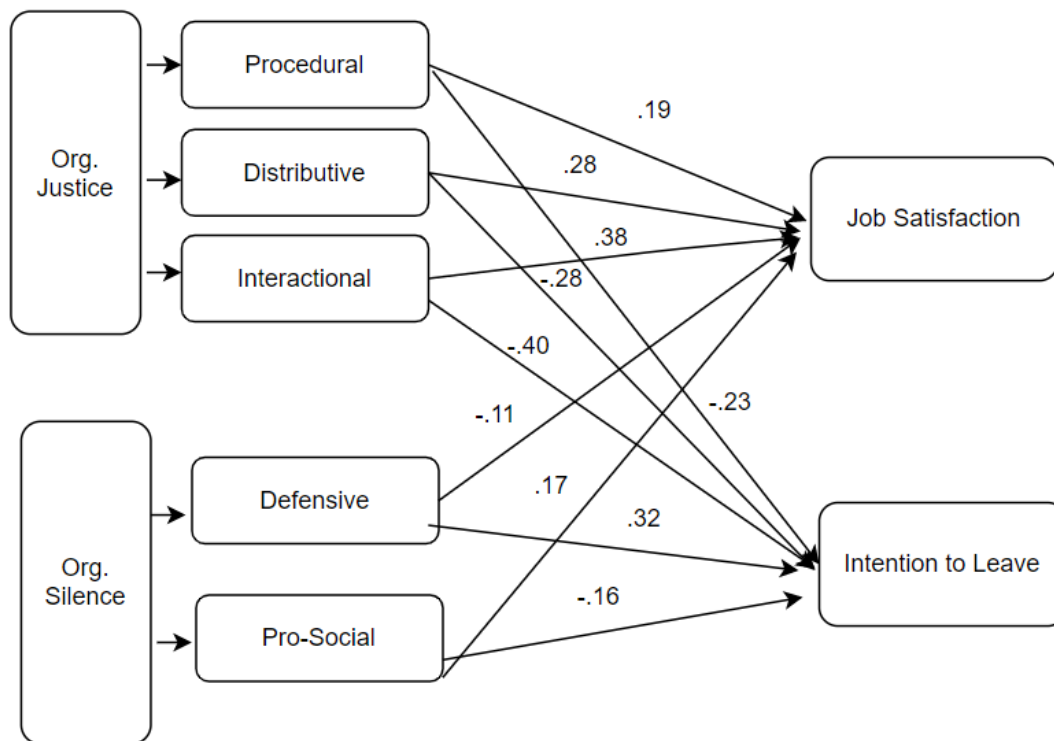 Procedural
.19
Org.
Justice
Distributive
.28
Job Satisfaction
.38
Interactional
-.28
-.40
-.23
-.11
Defensive
.17
.32
Org.
Silence
Intention to Leave
-.16
Pro-Social